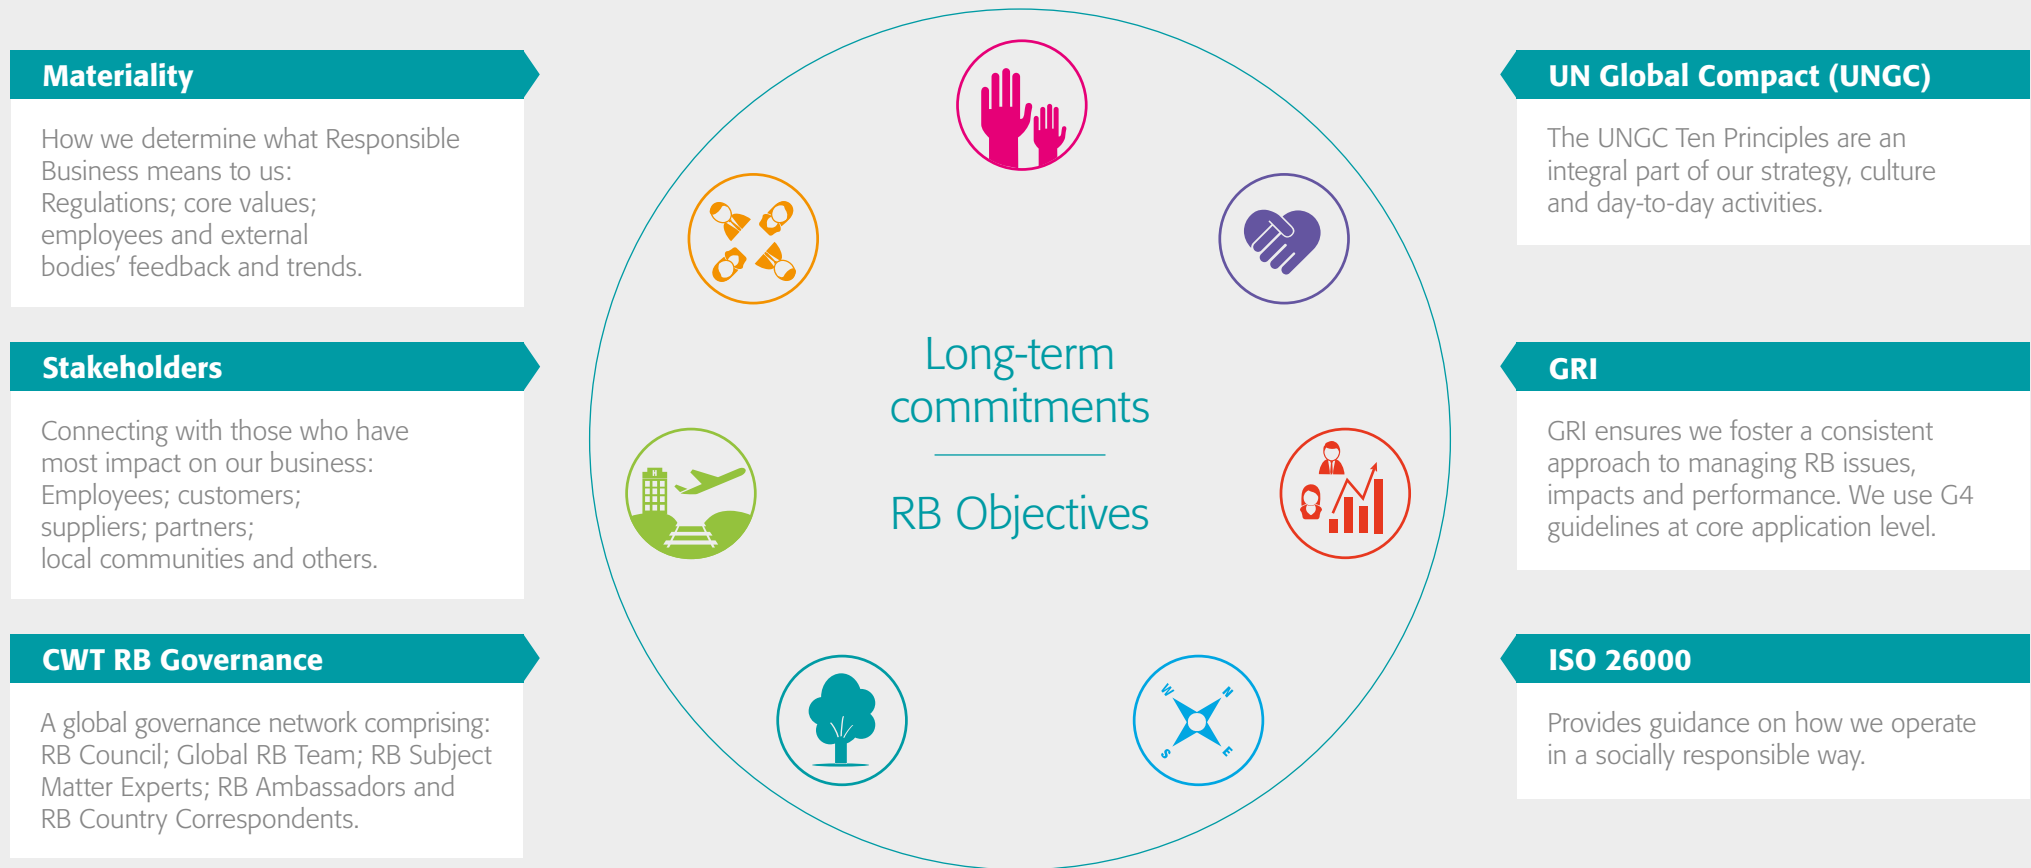 Materiality
How we determine what Responsible
Business means to us:
Regulations; core values;
employees and external
bodies’ feedback and trends.
Stakeholders
Connecting with those who have
most impact on our business:
Employees; customers;
suppliers; partners;
local communities and others.
CWT RB Governance
A global governance network comprising:
RB Council; Global RB Team; RB Subject
Matter Experts; RB Ambassadors and
RB Country Correspondents.
Long-term
commitments
RB Objectives
H
W N
S E
UN Global Compact (UNGC)
The UNGC Ten Principles are an
integral part of our strategy, culture
and day-to-day activities.
GRI
GRI ensures we foster a consistent
approach to managing RB issues,
impacts and performance. We use G4
guidelines at core application level.
ISO 26000
Provides guidance on how we operate
in a socially responsible way.